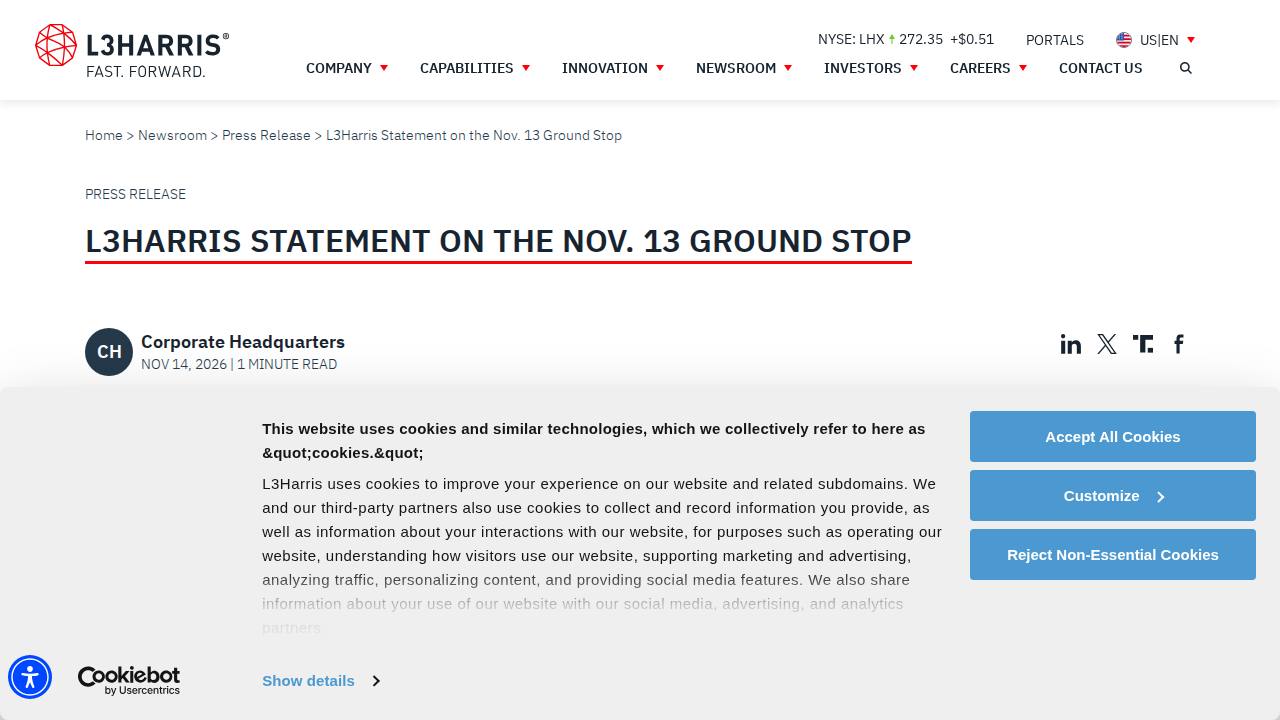 L3HARRIS®
FAST. FORWARD.
NYSE: LHX 272.35 +$0.51
PORTALS
US|EN
COMPANY
CAPABILITIES
INNOVATION
NEWSROOM
INVESTORS
CAREERS
CONTACT US
Home > Newsroom > Press Release > L3Harris Statement on the Nov. 13 Ground Stop
PRESS RELEASE
L3HARRIS STATEMENT ON THE NOV. 13 GROUND STOP
CH
Corporate Headquarters
NOV 14, 2026 | 1 MINUTE READ
This website uses cookies and similar technologies, which we collectively refer to here as
&quot;cookies.&quot;
L3Harris uses cookies to improve your experience on our website and related subdomains. We
and our third-party partners also use cookies to collect and record information you provide, as
well as information about your interactions with our website, for purposes such as operating our
website, understanding how visitors use our website, supporting marketing and advertising,
analyzing traffic, personalizing content, and providing social media features. We also share
information about your use of our website with our social media, advertising, and analytics
partners.
Accept All Cookies
Customize
Reject Non-Essential Cookies
Cookiebot
by Usercentrics
Show details